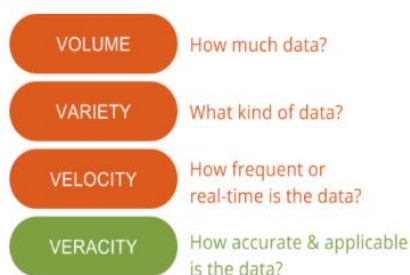 VOLUME
How much data?
VARIETY
What kind of data?
VELOCITY
How frequent or
real-time is the data?
VERACITY
How accurate & applicable
is the data?